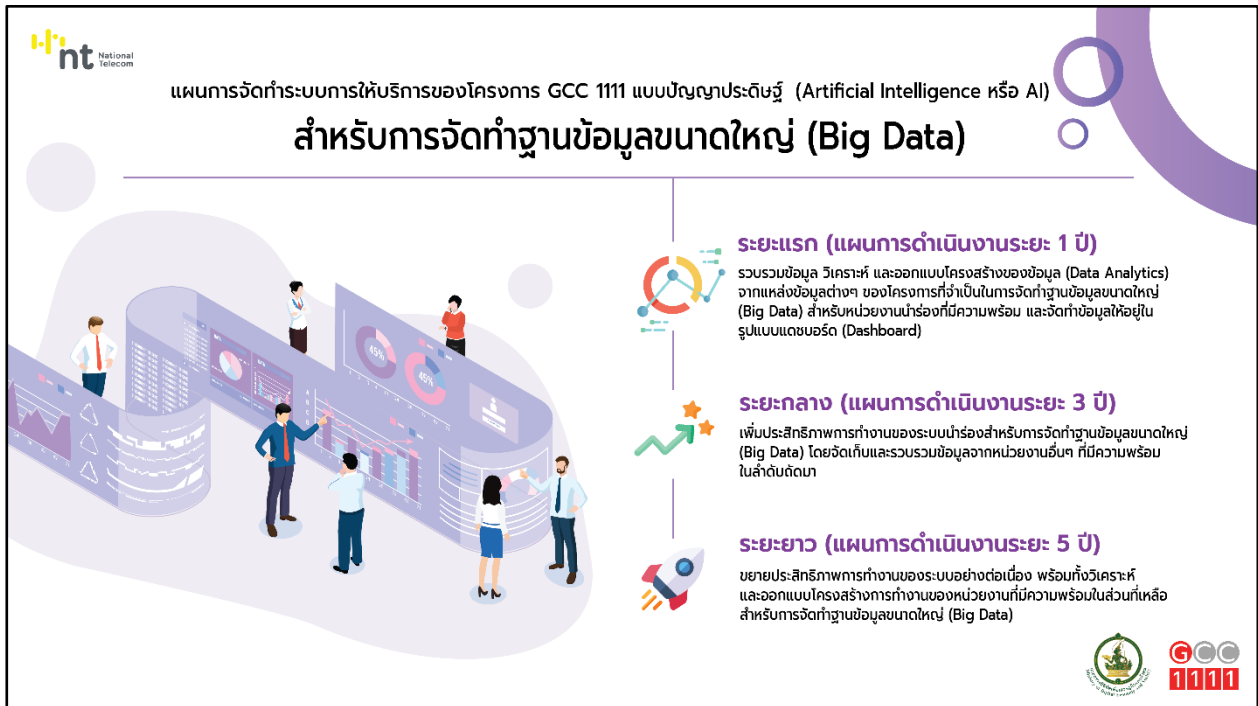 nt National
Telecom
แผนการจัดทำระบบการให้บริการของโครงการ GCC 1111 แบบปัญญาประดิษฐ์ (Artificial Intelligence หรือ AI)
สำหรับการจัดทำฐานข้อมูลขนาดใหญ่ (Big Data)
ระยะแรก (แผนการดำเนินงานระยะ 1 ปี)
รวบรวมข้อมูล วิเคราะห์ และออกแบบโครงสร้างของข้อมูล (Data Analytics)
จากแหล่งข้อมูลต่างๆ ของโครงการที่จำเป็นในการจัดทำฐานข้อมูลขนาดใหญ่
(Big Data) สำหรับหน่วยงานนำร่องที่มีความพร้อม และจัดทำข้อมูลให้อยู่ใน
รูปแบบแดชบอร์ด (Dashboard)
ระยะกลาง (แผนการดำเนินงานระยะ 3 ปี)
เพิ่มประสิทธิภาพการทำงานของระบบนำร่องสำหรับการจัดทำฐานข้อมูลขนาดใหญ่
(Big Data) โดยจัดเก็บและรวบรวมข้อมูลจากหน่วยงานอื่นๆ ที่มีความพร้อม
ในลำดับถัดมา
ระยะยาว (แผนการดำเนินงานระยะ 5 ปี)
ขยายประสิทธิภาพการทำงานของระบบอย่างต่อเนื่อง พร้อมทั้งวิเคราะห์
และออกแบบโครงสร้างการทำงานของหน่วยงานที่มีความพร้อมในส่วนที่เหลือ
สำหรับการจัดทำฐานข้อมูลขนาดใหญ่ (Big Data)
45%
45%
GCC
1111